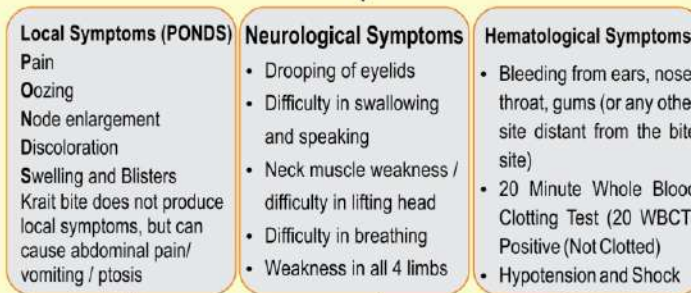 Local Symptoms (PONDS)
Pain
Oozing
Node enlargement
Discoloration
Swelling and Blisters
Krait bite does not produce
local symptoms, but can
cause abdominal pain/
vomiting / ptosis
Neurological Symptoms
• Drooping of eyelids
• Difficulty in swallowing
and speaking
• Neck muscle weakness /
difficulty in lifting head
• Difficulty in breathing
• Weakness in all 4 limbs
Hematological Symptoms
• Bleeding from ears, nose
throat, gums (or any othe
site distant from the bite
site)
• 20 Minute Whole Blood
Clotting Test (20 WBCT
Positive (Not Clotted)
• Hypotension and Shock